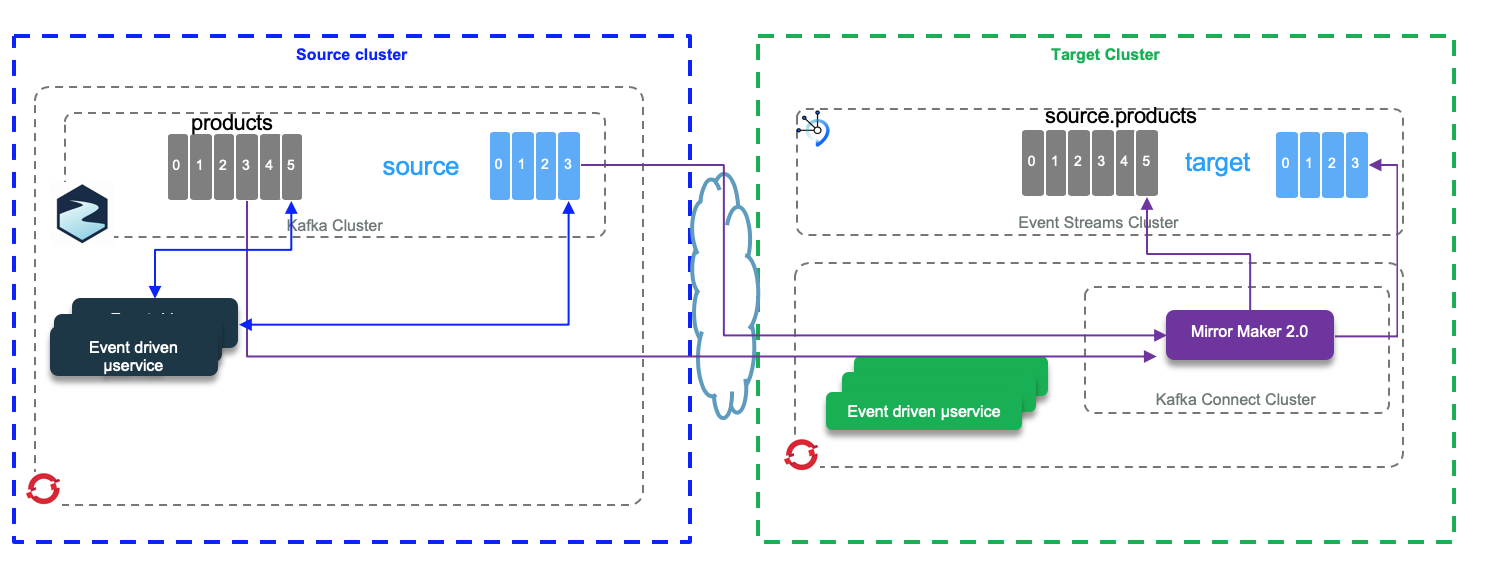 Source cluster
products
0 1 2 3 4 5
source
0 1 2 3
Kafka Cluster
Event driven
µservice
Target Cluster
source.products
0 1 2 3 4 5
target
0 1 2 3
Event Streams Cluster
Mirror Maker 2.0
Kafka Connect Cluster
Event driven µservice